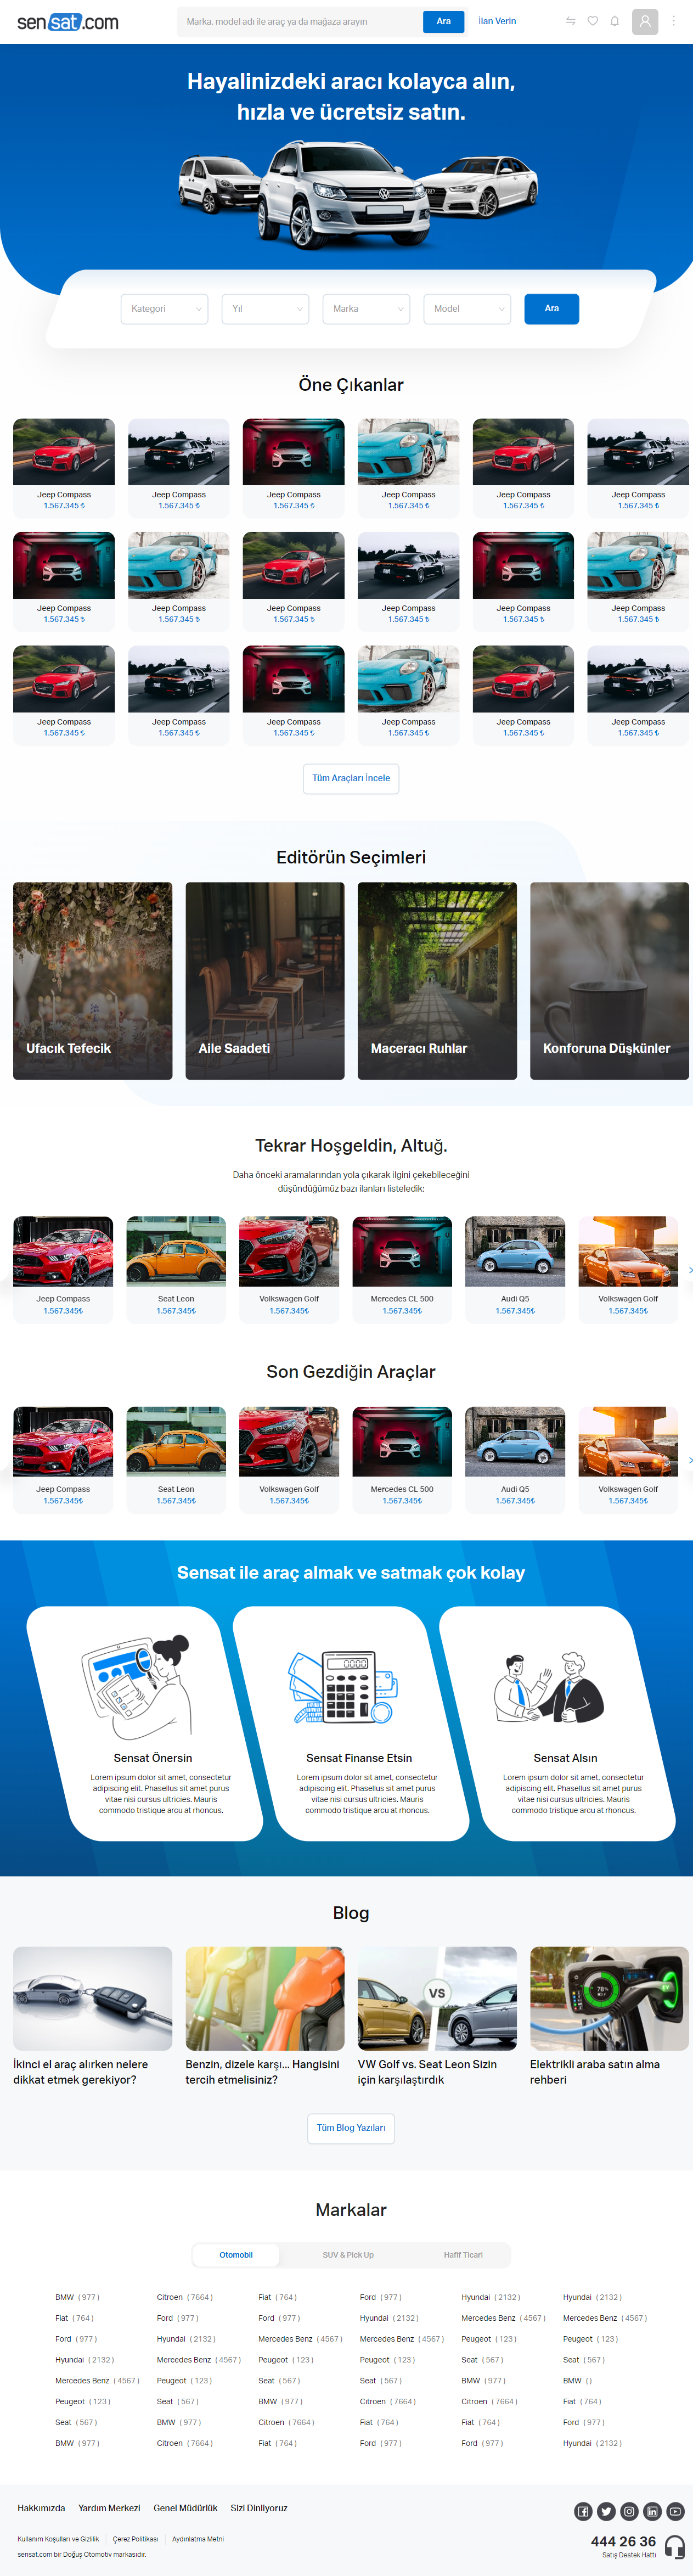 sensat.com
Marka, model adı ile araç ya da mağaza arayın
Ara
İlan Verin
Hayalinizdeki aracı kolayca alın,
hızla ve ücretsiz satın.
Kategori
Yıl
Marka
Model
Ara
Öne Çıkanlar
Jeep Compass Jeep Compass Jeep Compass Jeep Compass Jeep Compass Jeep Compass
1.567.345 ₺ 1.567.345 ₺ 1.567.345 ₺ 1.567.345 ₺ 1.567.345 ₺ 1.567.345 ₺
Jeep Compass Jeep Compass Jeep Compass Jeep Compass Jeep Compass Jeep Compass
1.567.345 ₺ 1.567.345 ₺ 1.567.345 ₺ 1.567.345 ₺ 1.567.345 ₺ 1.567.345 ₺
Jeep Compass Jeep Compass Jeep Compass Jeep Compass Jeep Compass Jeep Compass
1.567.345 ₺ 1.567.345 ₺ 1.567.345 ₺ 1.567.345 ₺ 1.567.345 ₺ 1.567.345 ₺
Tüm Araçları İncele
Editörün Seçimleri
Ufacık Tefecik
Aile Saadeti
Maceracı Ruhlar
Konforuna Düşkünler
Tekrar Hoşgeldin, Altuğ.
Daha önceki aramalarından yola çıkarak ilgini çekebileceğini
düşündüğümüz bazı ilanları listeledik;
Jeep Compass Seat Leon Volkswagen Golf Mercedes CL 500 Audi Q5 Volkswagen Golf
1.567.345₺ 1.567.345₺ 1.567.345₺ 1.567.345₺ 1.567.345₺ 1.567.345₺
Son Gezdiğin Araçlar
Jeep Compass Seat Leon Volkswagen Golf Mercedes CL 500 Audi Q5 Volkswagen Golf
1.567.345₺ 1.567.345₺ 1.567.345₺ 1.567.345₺ 1.567.345₺ 1.567.345₺
Sensat ile araç almak ve satmak çok kolay
Sensat Önersin
Lorem ipsum dolor sit amet, consectetur
adipiscing elit. Phasellus sit amet purus
vitae nisi cursus ultricies. Mauris
commodo tristique arcu at rhoncus.
Sensat Finanse Etsin
Lorem ipsum dolor sit amet, consectetur
adipiscing elit. Phasellus sit amet purus
vitae nisi cursus ultricies. Mauris
commodo tristique arcu at rhoncus.
Sensat Alsın
Lorem ipsum dolor sit amet, consectetur
adipiscing elit. Phasellus sit amet purus
vitae nisi cursus ultricies. Mauris
commodo tristique arcu at rhoncus.
Blog
VS
78%
İkinci el araç alırken nelere
dikkat etmek gerekiyor?
Benzin, dizele karşı... Hangisini
tercih etmelisiniz?
VW Golf vs. Seat Leon Sizin
için karşılaştırdık
Elektrikli araba satın alma
rehberi
Tüm Blog Yazıları
Markalar
Otomobil
SUV & Pick Up
Hafif Ticari
BMW (977) Citroen (7664) Fiat (764) Ford (977) Hyundai (2132) Hyundai (2132)
Fiat (764) Ford (977) Ford (977) Hyundai (2132) Mercedes Benz (4567) Mercedes Benz (4567)
Ford (977) Hyundai (2132) Mercedes Benz (4567) Mercedes Benz (4567) Peugeot (123) Peugeot (123)
Hyundai (2132) Mercedes Benz (4567) Peugeot (123) Peugeot (123) Seat (567) Seat (567)
Mercedes Benz (4567) Peugeot (123) Seat (567) Seat (567) BMW (977) BMW ()
Peugeot (123) Seat (567) BMW (977) Citroen (7664) Citroen (7664) Fiat (764)
Seat (567) BMW (977) Citroen (7664) Fiat (764) Fiat (764) Ford (977)
BMW (977) Citroen (7664) Fiat (764) Ford (977) Ford (977) Hyundai (2132)
Hakkımızda Yardım Merkezi Genel Müdürlük Sizi Dinliyoruz
Kullanım Koşulları ve Gizlilik Çerez Politikası Aydınlatma Metni
sensat.com bir Doğuş Otomotiv markasıdır.
444 26 36
Satış Destek Hattı